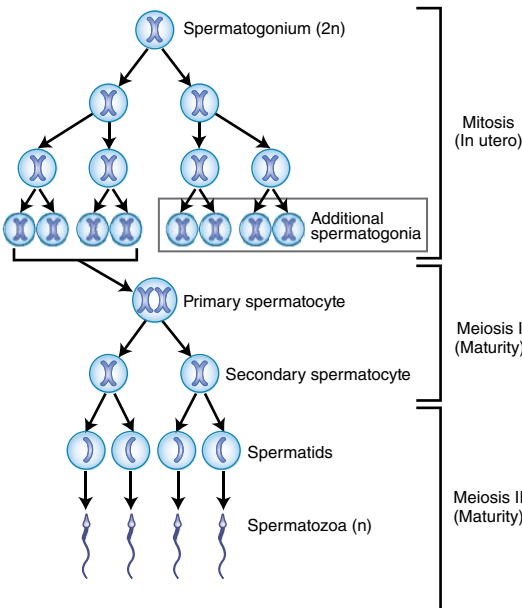 Spermatogonium (2n)
Mitosis
(In utero)
Additional
spermatogonia
Primary spermatocyte
Meiosis I
(Maturity)
Secondary spermatocyte
Spermatids
Meiosis II
(Maturity)
Spermatozoa (n)